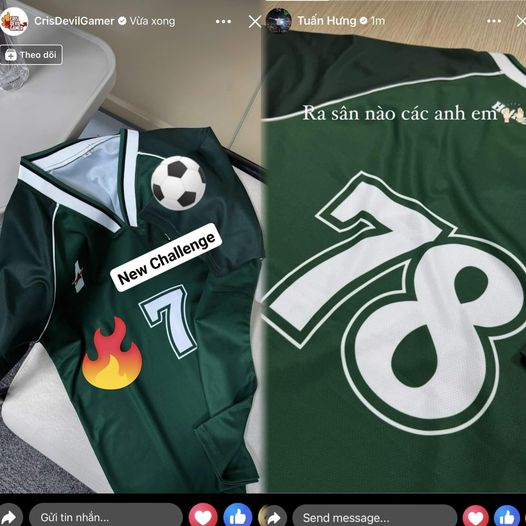 CrisDevilGamer
Vừa xong
Theo dõi
New Challenge
7
Gửi tin nhắn...
Tuấn Hưng
1m
Ra sân nào các anh em
78
Send message...